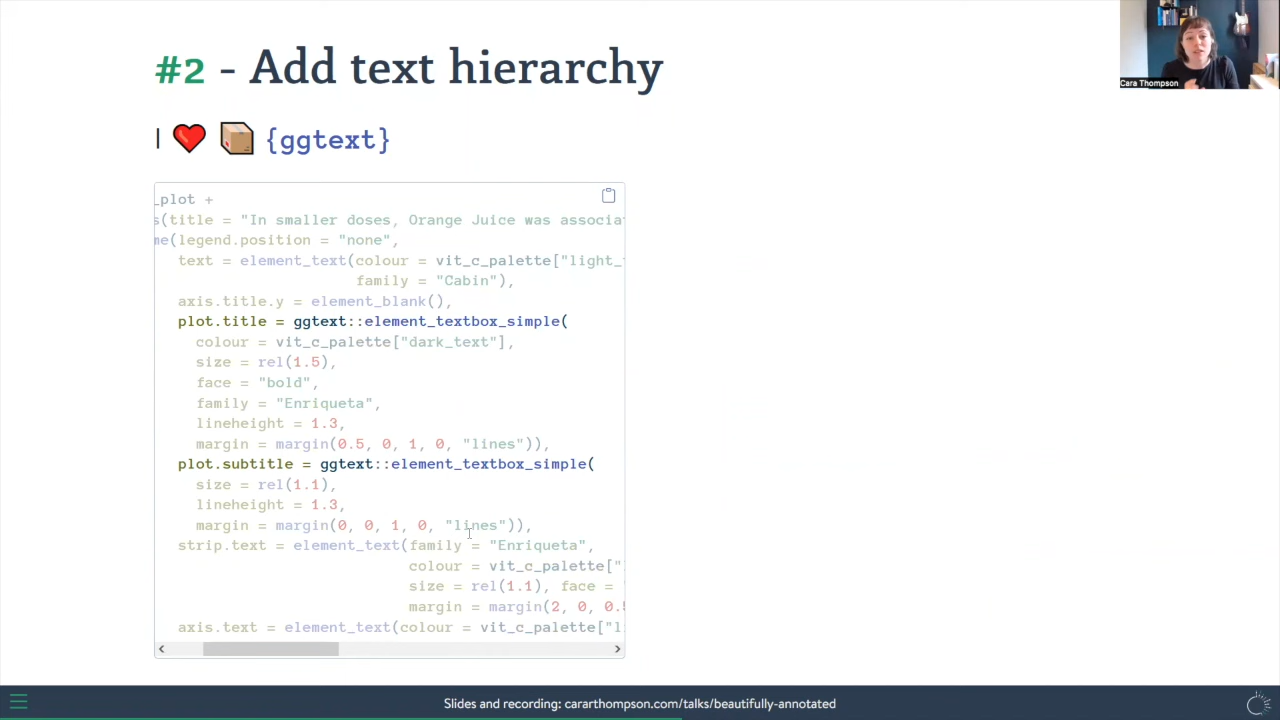 #2 - Add text hierarchy
Cara Thompson
I ❤️ 📦 {ggtext}
_plot +
s(title = "In smaller doses, Orange Juice was associat
me(legend.position = "none",
text = element_text(colour = vit_c_palette["light_
family = "Cabin"),
axis.title.y = element_blank(),
plot.title = ggtext::element_textbox_simple(
colour = vit_c_palette["dark_text"],
size = rel(1.5),
face = "bold",
family = "Enriqueta",
lineheight = 1.3,
margin = margin(0.5, 0, 1, 0, "lines")),
plot.subtitle = ggtext::element_textbox_simple(
size = rel(1.1),
lineheight = 1.3,
margin = margin(0, 0, 1, 0, "lines")),
strip.text = element_text(family = "Enriqueta",
colour = vit_c_palette["
size = rel(1.1), face =
margin = margin(2, 0, 0.5
axis.text = element_text(colour = vit_c_palette["li
Slides and recording: cararthompson.com/talks/beautifully-annotated